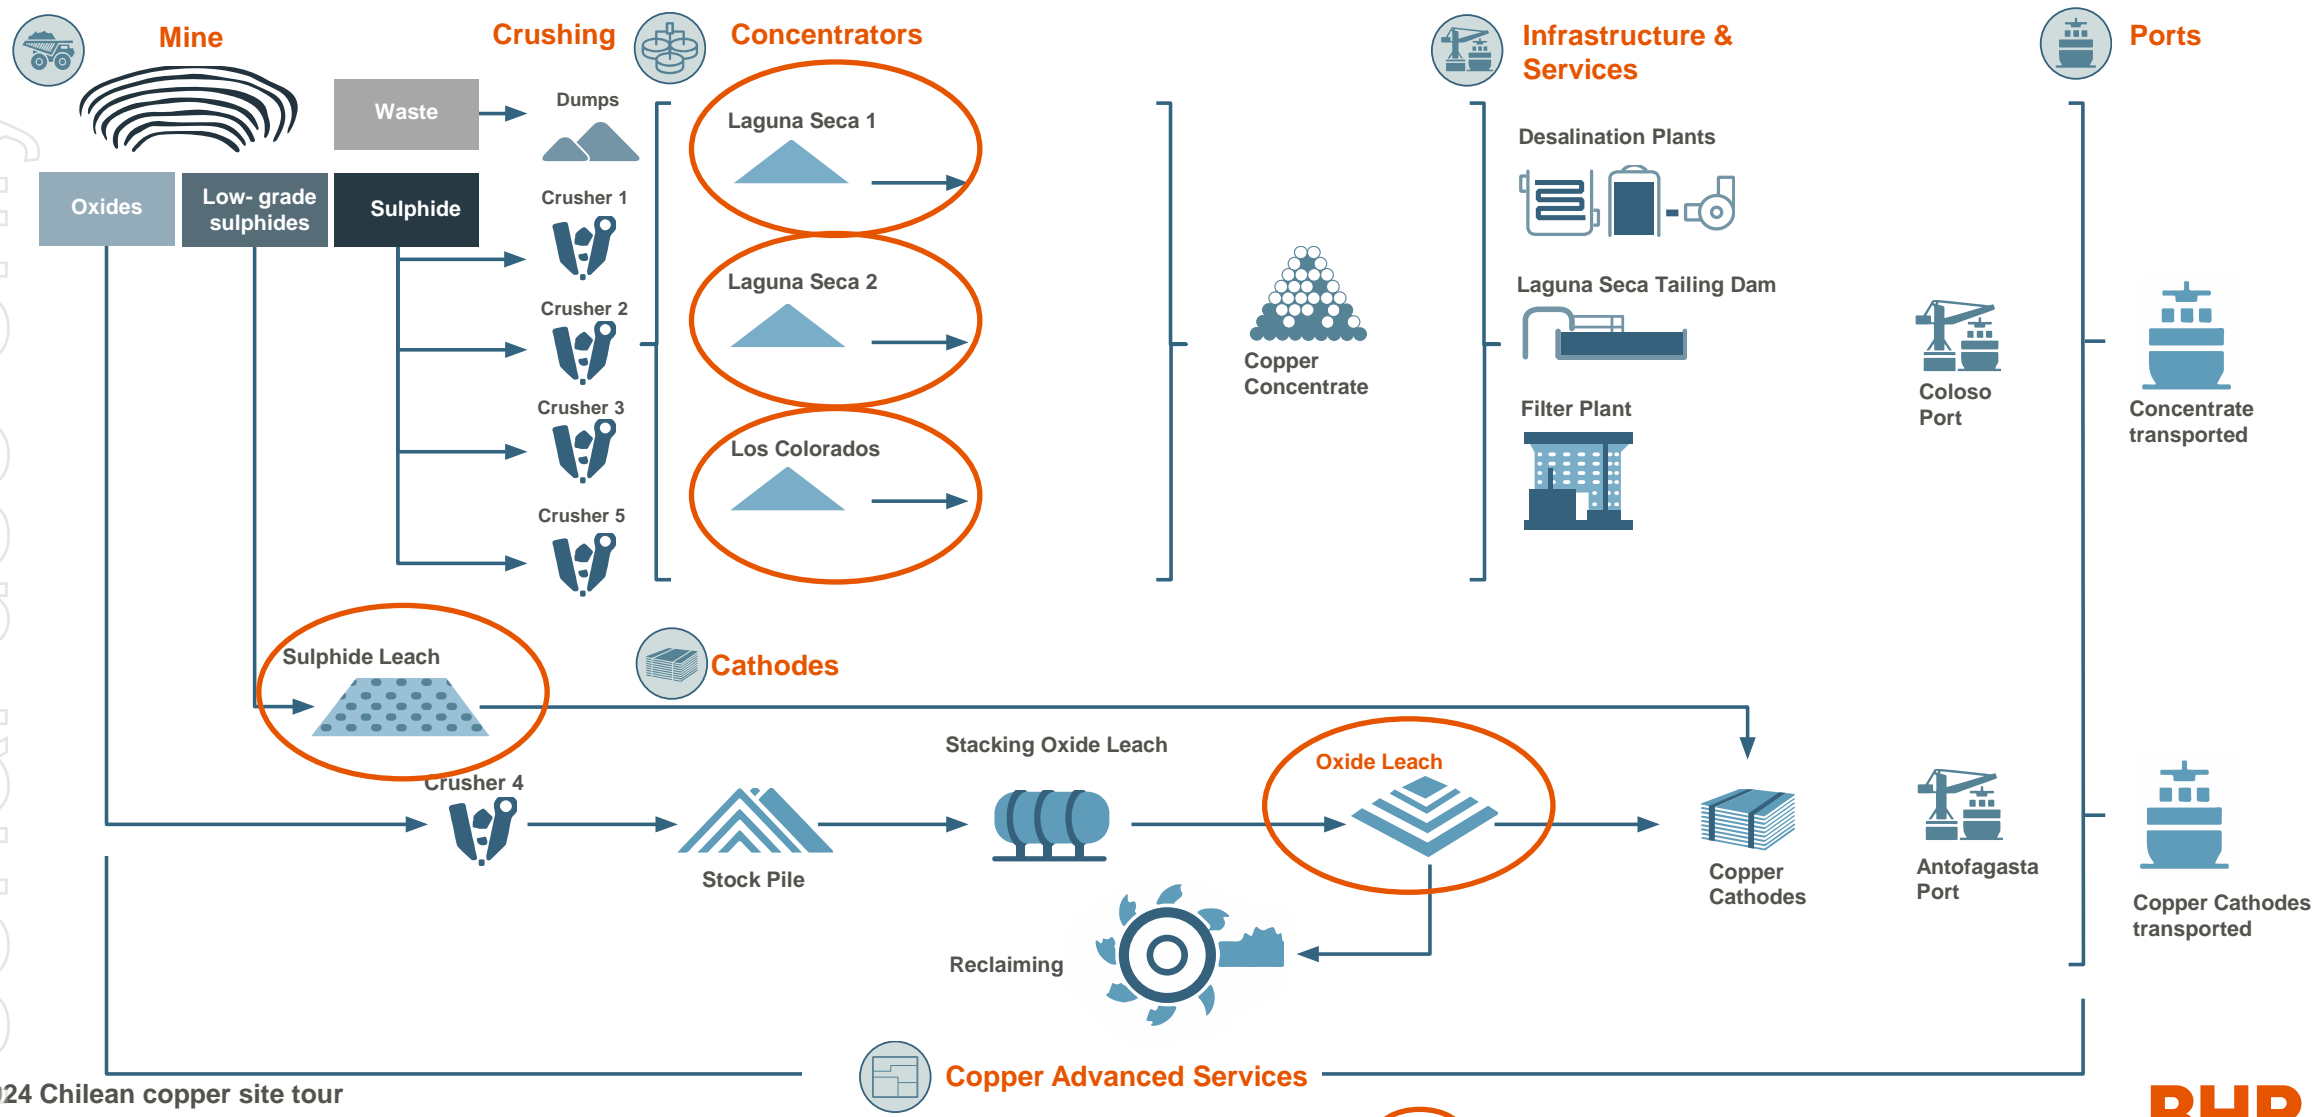 Mine
Crushing
Concentrators
Infrastructure &
Services
Ports
Waste
Dumps
Oxides
Low- grade
sulphides
Sulphide
Crusher 1
Crusher 2
Crusher 3
Crusher 5
Laguna Seca 1
Laguna Seca 2
Los Colorados
Copper
Concentrate
Desalination Plants
Laguna Seca Tailing Dam
Filter Plant
Coloso
Port
Concentrate
transported
Sulphide Leach
Cathodes
Crusher 4
Stock Pile
Stacking Oxide Leach
Oxide Leach
Reclaiming
Copper
Cathodes
Antofagasta
Port
Copper Cathodes
transported
Copper Advanced Services
24 Chilean copper site tour
BHP